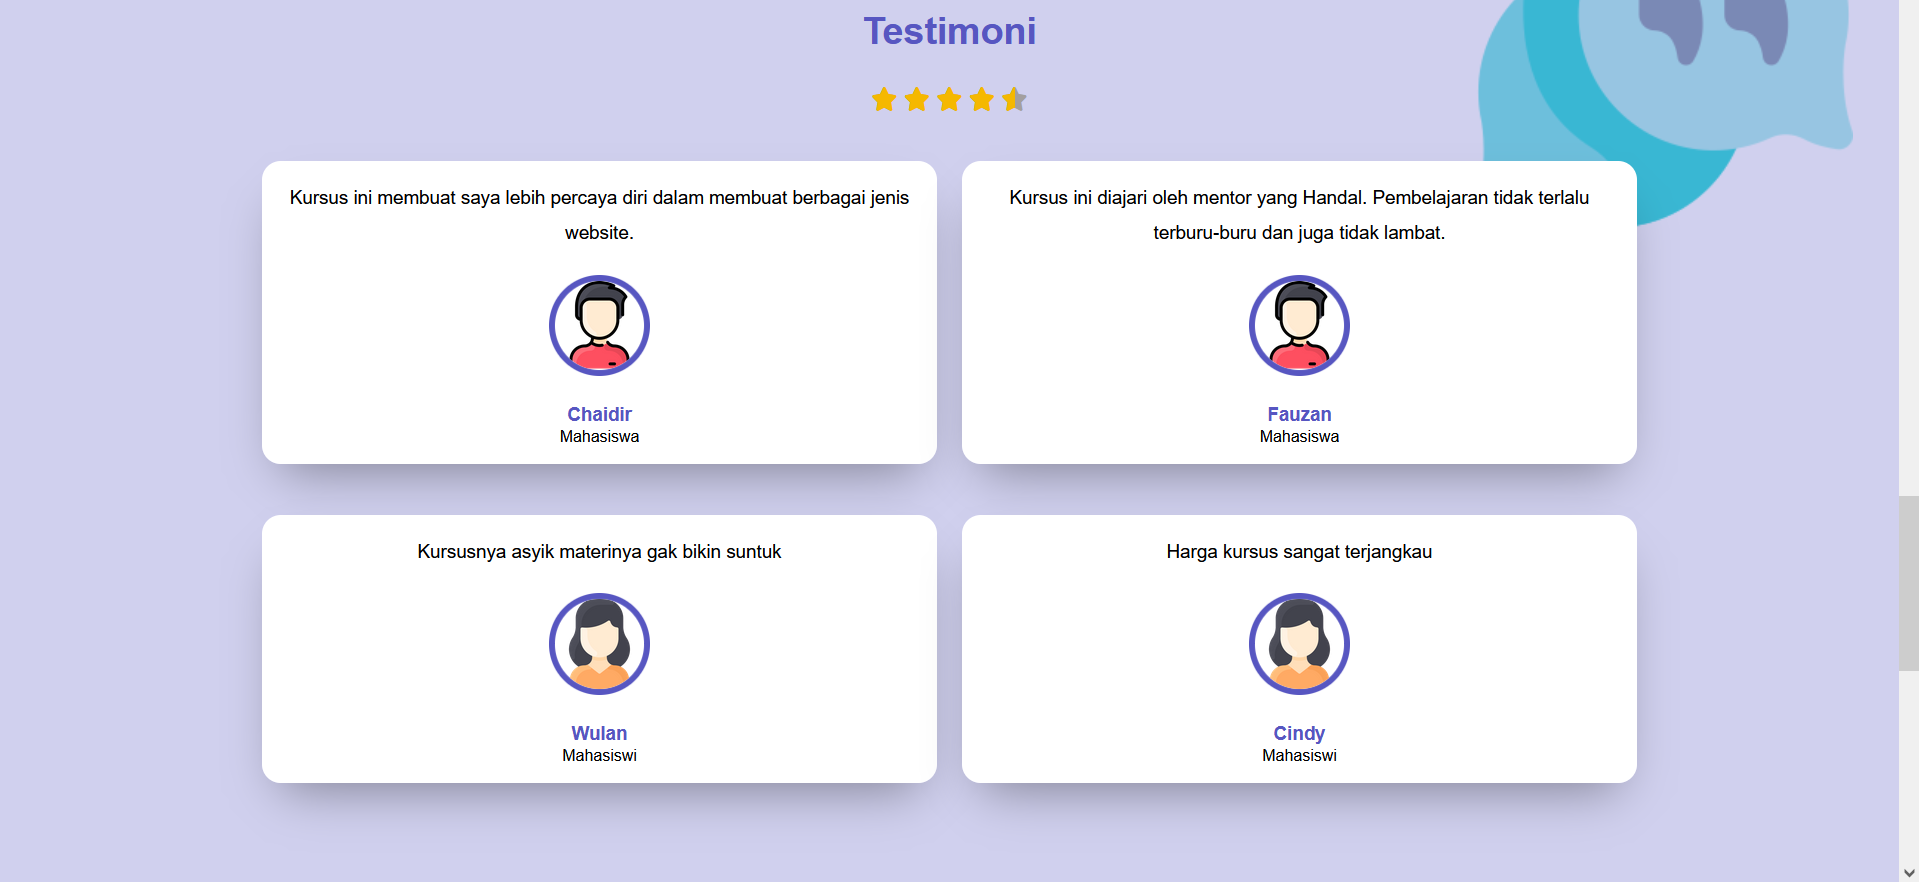 Testimoni
Kursus ini membuat saya lebih percaya diri dalam membuat berbagai jenis
website.
Chaidir
Mahasiswa
Kursus ini diajari oleh mentor yang Handal. Pembelajaran tidak terlalu
terburu-buru dan juga tidak lambat.
Fauzan
Mahasiswa
Kursusnya asyik materinya gak bikin suntuk
Wulan
Mahasiswi
Harga kursus sangat terjangkau
Cindy
Mahasiswi